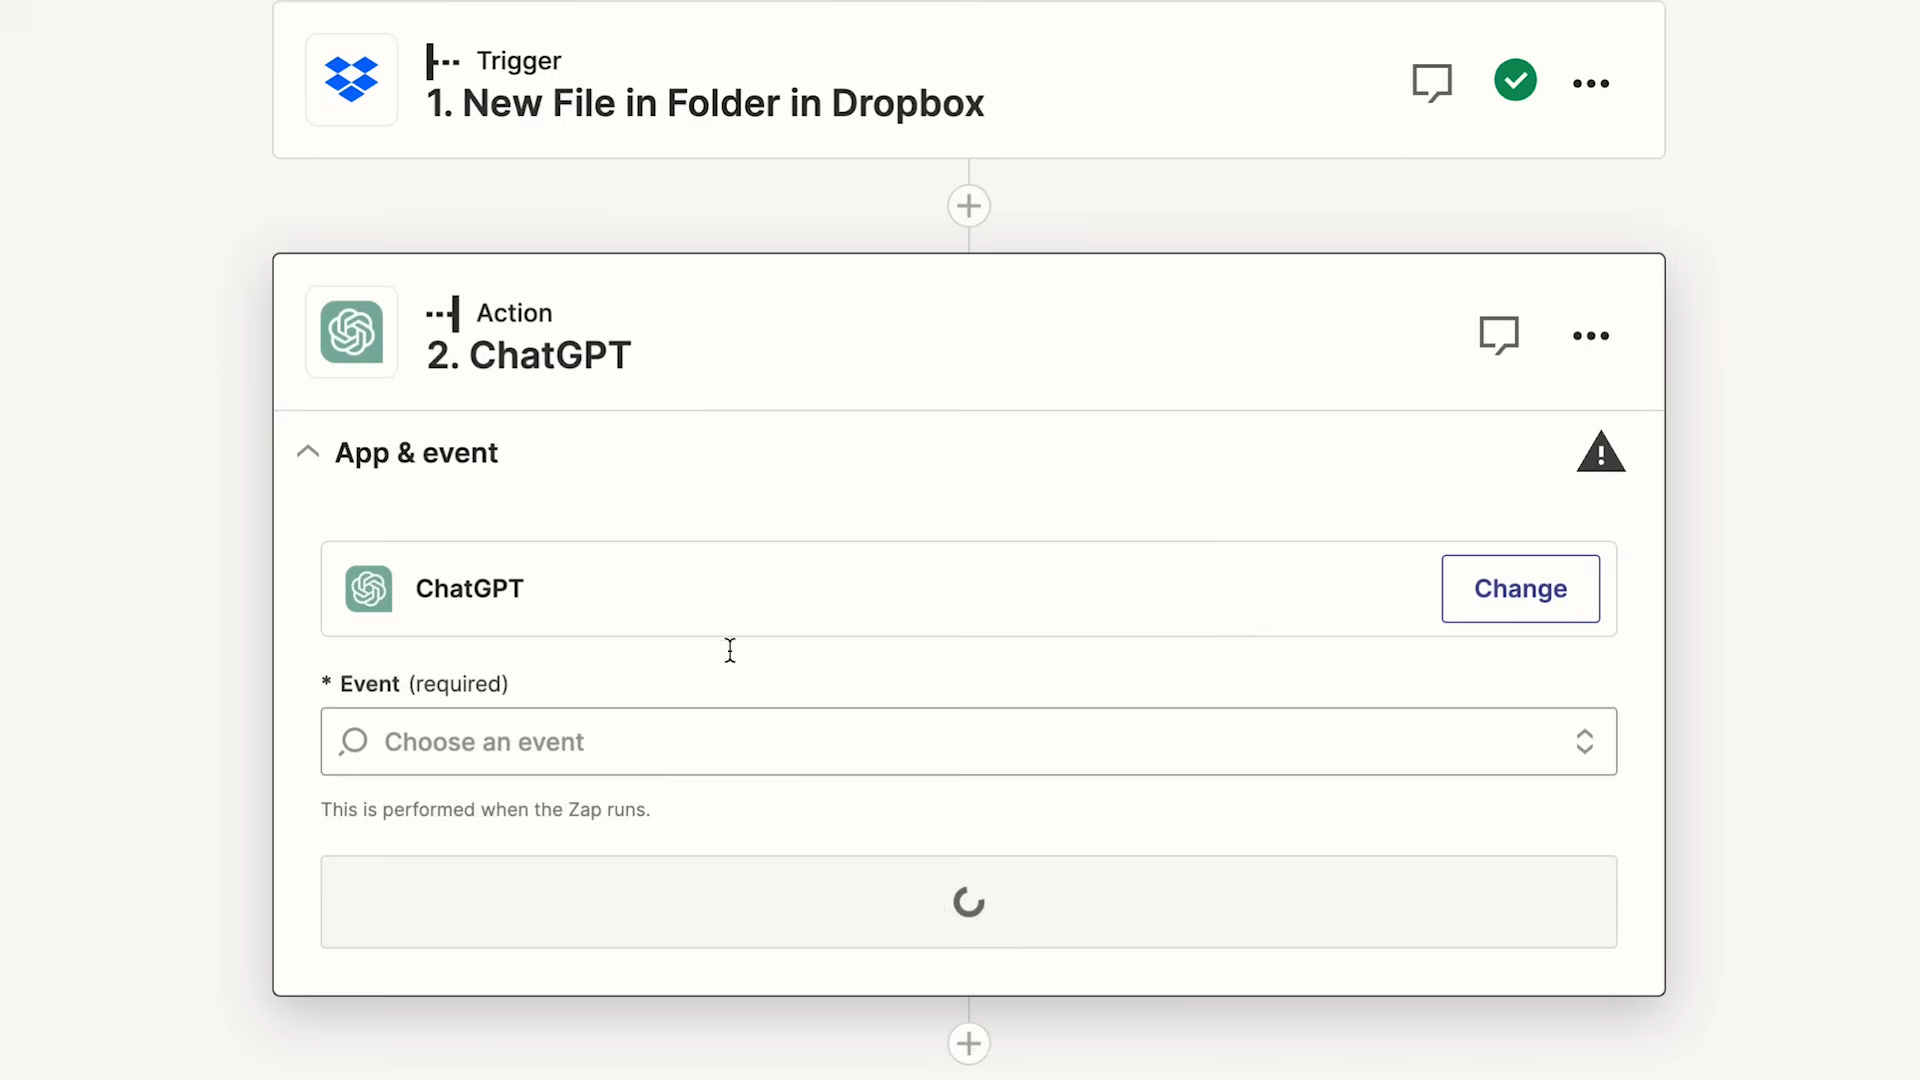 Trigger
1. New File in Folder in Dropbox
Action
2. ChatGPT
App & event
ChatGPT
Change
* Event (required)
Choose an event
This is performed when the Zap runs.